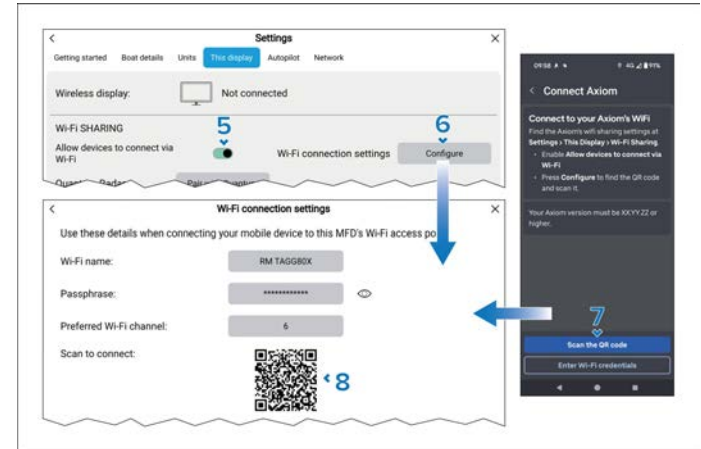 Settings
Getting started Boat details Units This display Autopilot Network
Wireless display: Not connected
Wi-Fi SHARING
5
6
Allow devices to connect via
Wi-Fi
Wi-Fi connection settings Configure
Wi-Fi connection settings
Use these details when connecting your mobile device to this MFD's Wi-Fi access
Wi-Fi name: RM TAGG80X
Passphrase: ************
Preferred Wi-Fi channel: 6
Scan to connect:
8
09:58 4G 91%
Connect Axiom
Connect to your Axiom's WiFi
Find the Axiom's wifi sharing settings at
Settings › This Display › Wi-Fi Sharing.
• Enable Allow devices to connect via
Wi-Fi
• Press Configure to find the QR code
and scan it.
Your Axiom version must be XX.YY.ZZ or
higher.
7
Scan the QR code
Enter Wi-Fi credentials